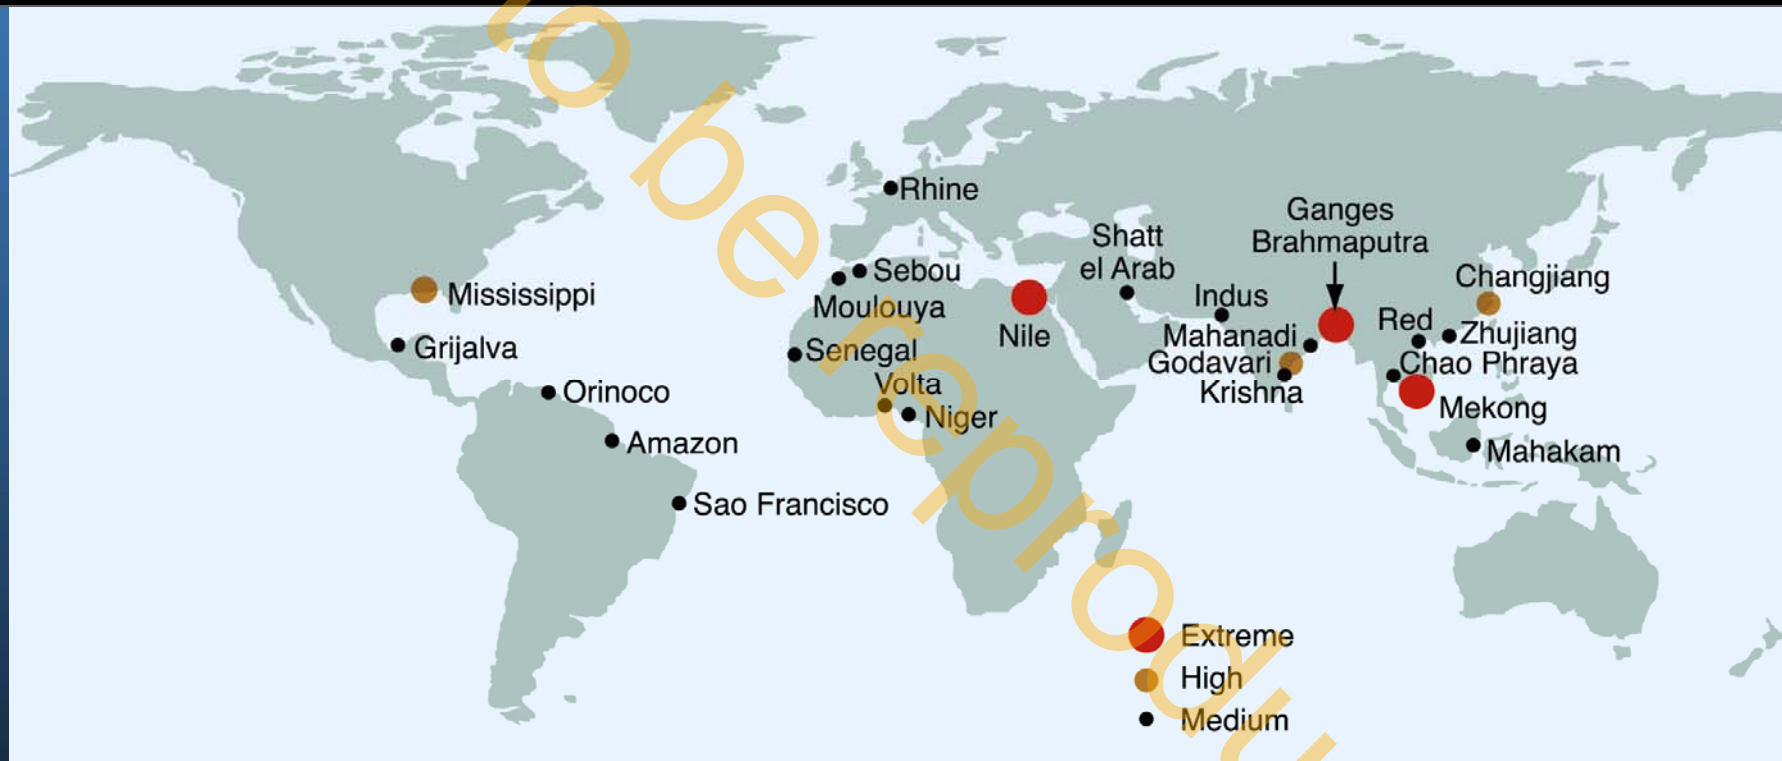 Rhine
Ganges
Brahmaputra
Shatt
el Arab
Sebou
Moulouya
Changjiang
Mississippi
Indus
Nile
Mahanadi
Red
Zhujiang
Grijalva
Senegal
Godavari
Chao Phraya
Volta
Krishna
Orinoco
Niger
Mekong
Amazon
Mahakam
Sao Francisco
Extreme
High
Medium
be